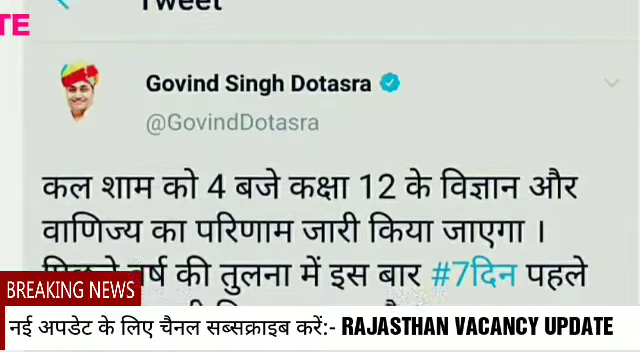 Tweet
TE
Govind Singh Dotasra
@GovindDotasra
कल शाम को 4 बजे कक्षा 12 के विज्ञान और
वाणिज्य का परिणाम जारी किया जाएगा ।
वर्ष की तुलना में इस बार #7दिन पहले
BREAKING NEWS
नई अपडेट के लिए चैनल सब्सक्राइब करें:- RAJASTHAN VACANCY UPDATE